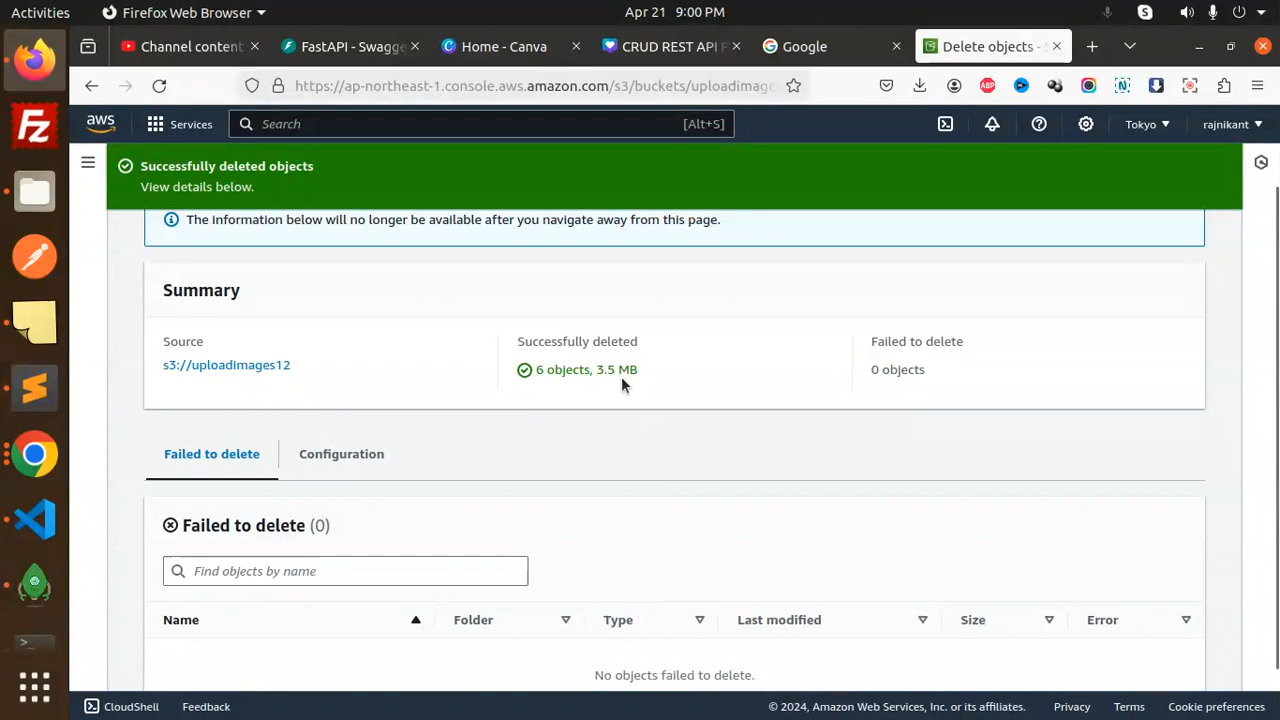 Activities
Firefox Web Browser
Apr 21 9:00 PM
Channel content
FastAPI - Swagge
Home - Canva
CRUD REST API F
Google
Delete objects - S
https://ap-northeast-1.console.aws.amazon.com/s3/buckets/uploadimage
aws
Services
Search
[Alt+S]
Tokyo
rajnikant
Successfully deleted objects
View details below.
The information below will no longer be available after you navigate away from this page.
Summary
Source
Successfully deleted
Failed to delete
s3://uploadimages12
6 objects, 3.5 MB
0 objects
Failed to delete
Configuration
Failed to delete (0)
Find objects by name
Name
Folder
Type
Last modified
Size
Error
No objects failed to delete.
CloudShell
Feedback
© 2024, Amazon Web Services, Inc. or its affiliates.
Privacy
Terms
Cookie preferences